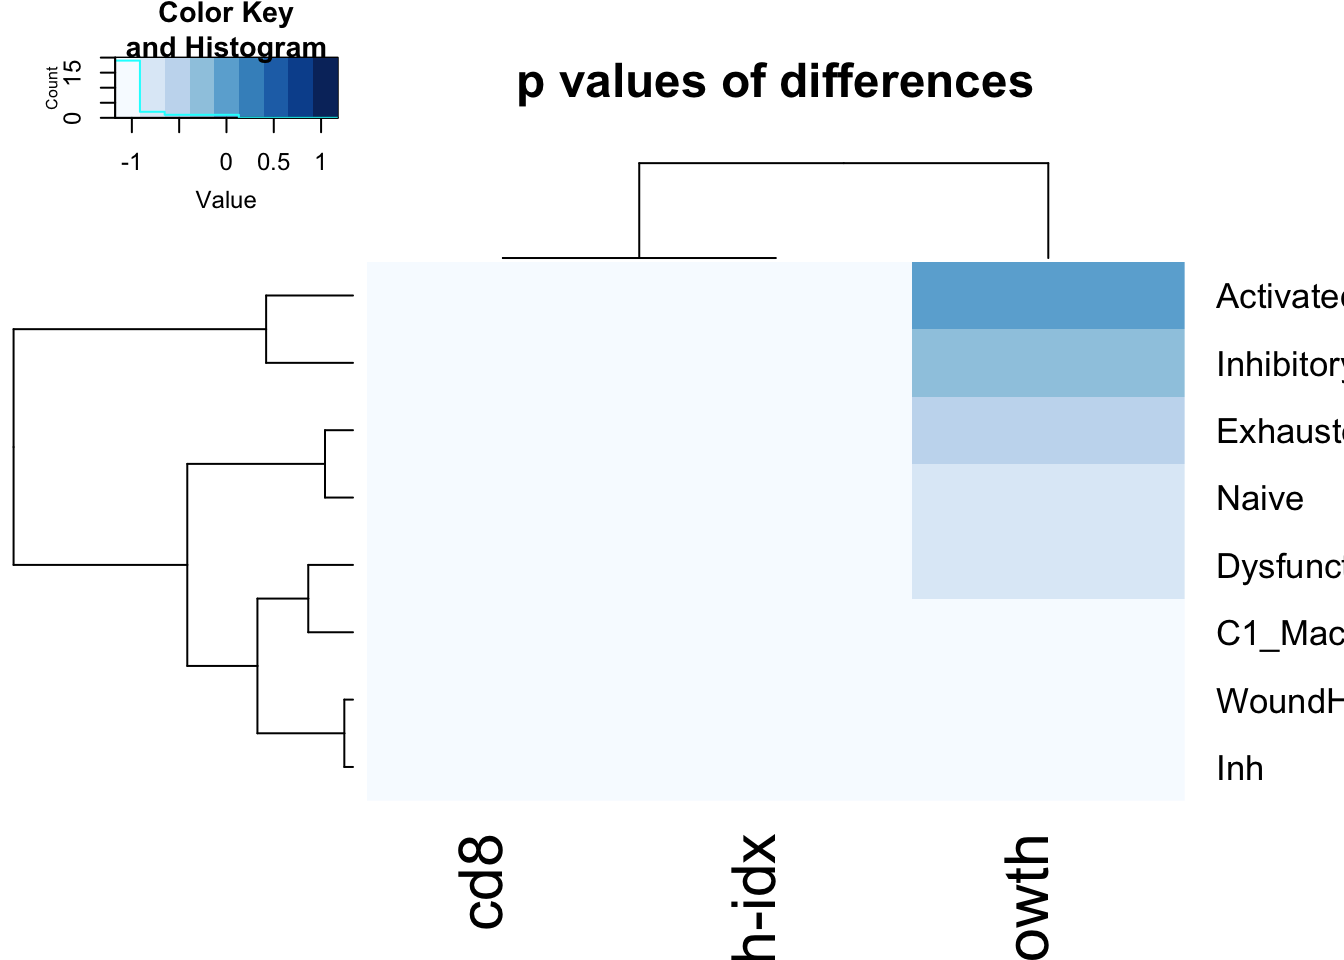 Color Key
and Histogram
Count
0 15
-1 0 0.5 1
Value
p values of differences
Activated
Inhibitory
Exhauste
Naive
Dysfunct
C1_Mac
WoundH
Inh
cd8
h-idx
owth